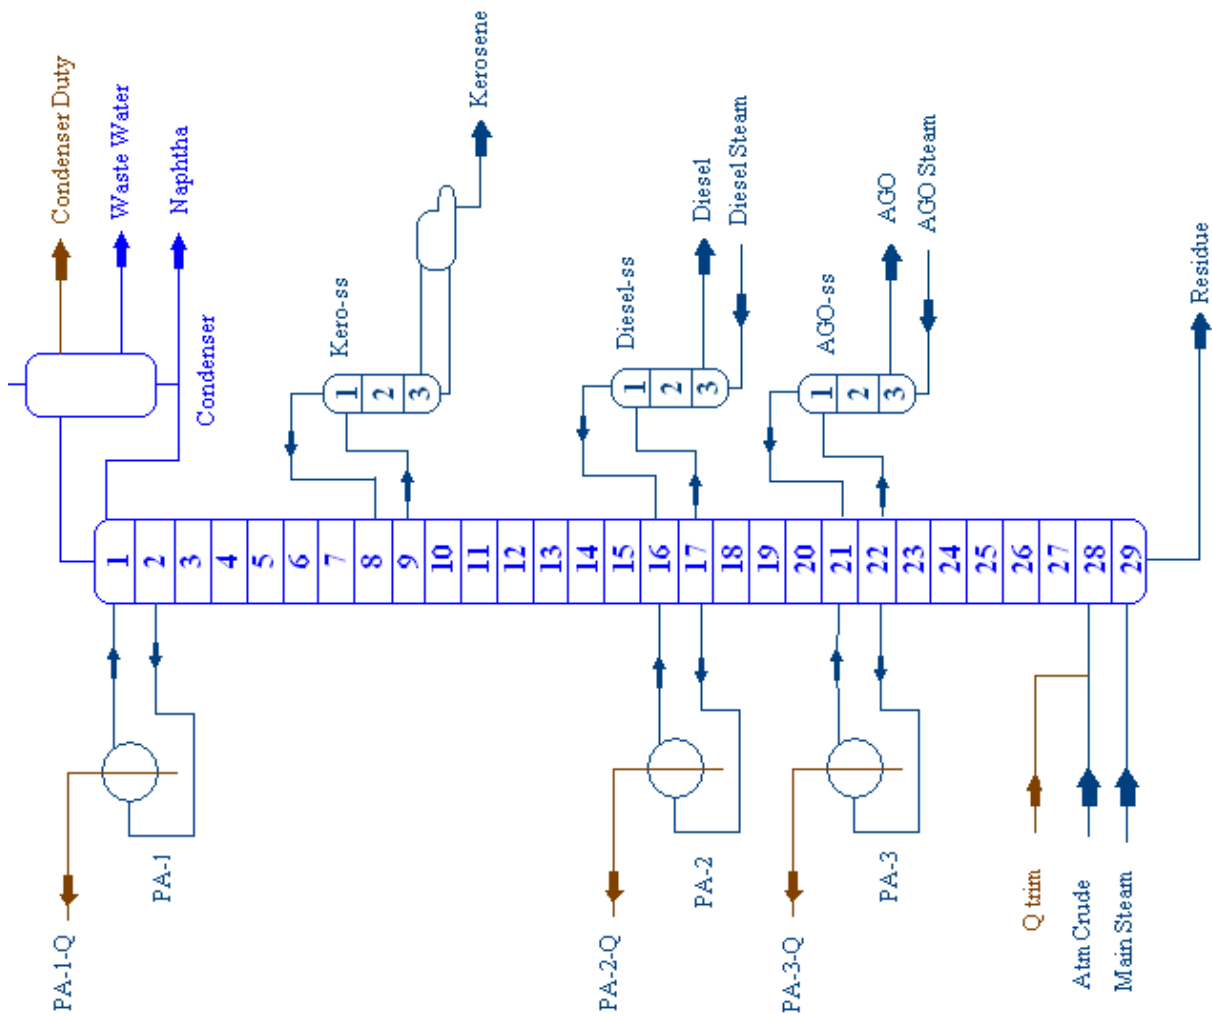 Condenser Duty
Waste Water
Naphtha
Condenser
Kerosene
Kero-ss
1
2
3
Diesel
Diesel Steam
Diesel-ss
1
2
3
AGO
AGO Steam
AGO-ss
1
2
3
Residue
1
2
3
4
5
6
7
8
9
10
11
12
13
14
15
16
17
18
19
20
21
22
23
24
25
26
27
28
29
PA-1
PA-1-Q
PA-2
PA-2-Q
PA-3
PA-3-Q
Q trim
Atm Crude
Main Steam